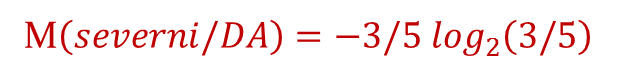 M(severni/DA) = −3/5 log₂(3/5)